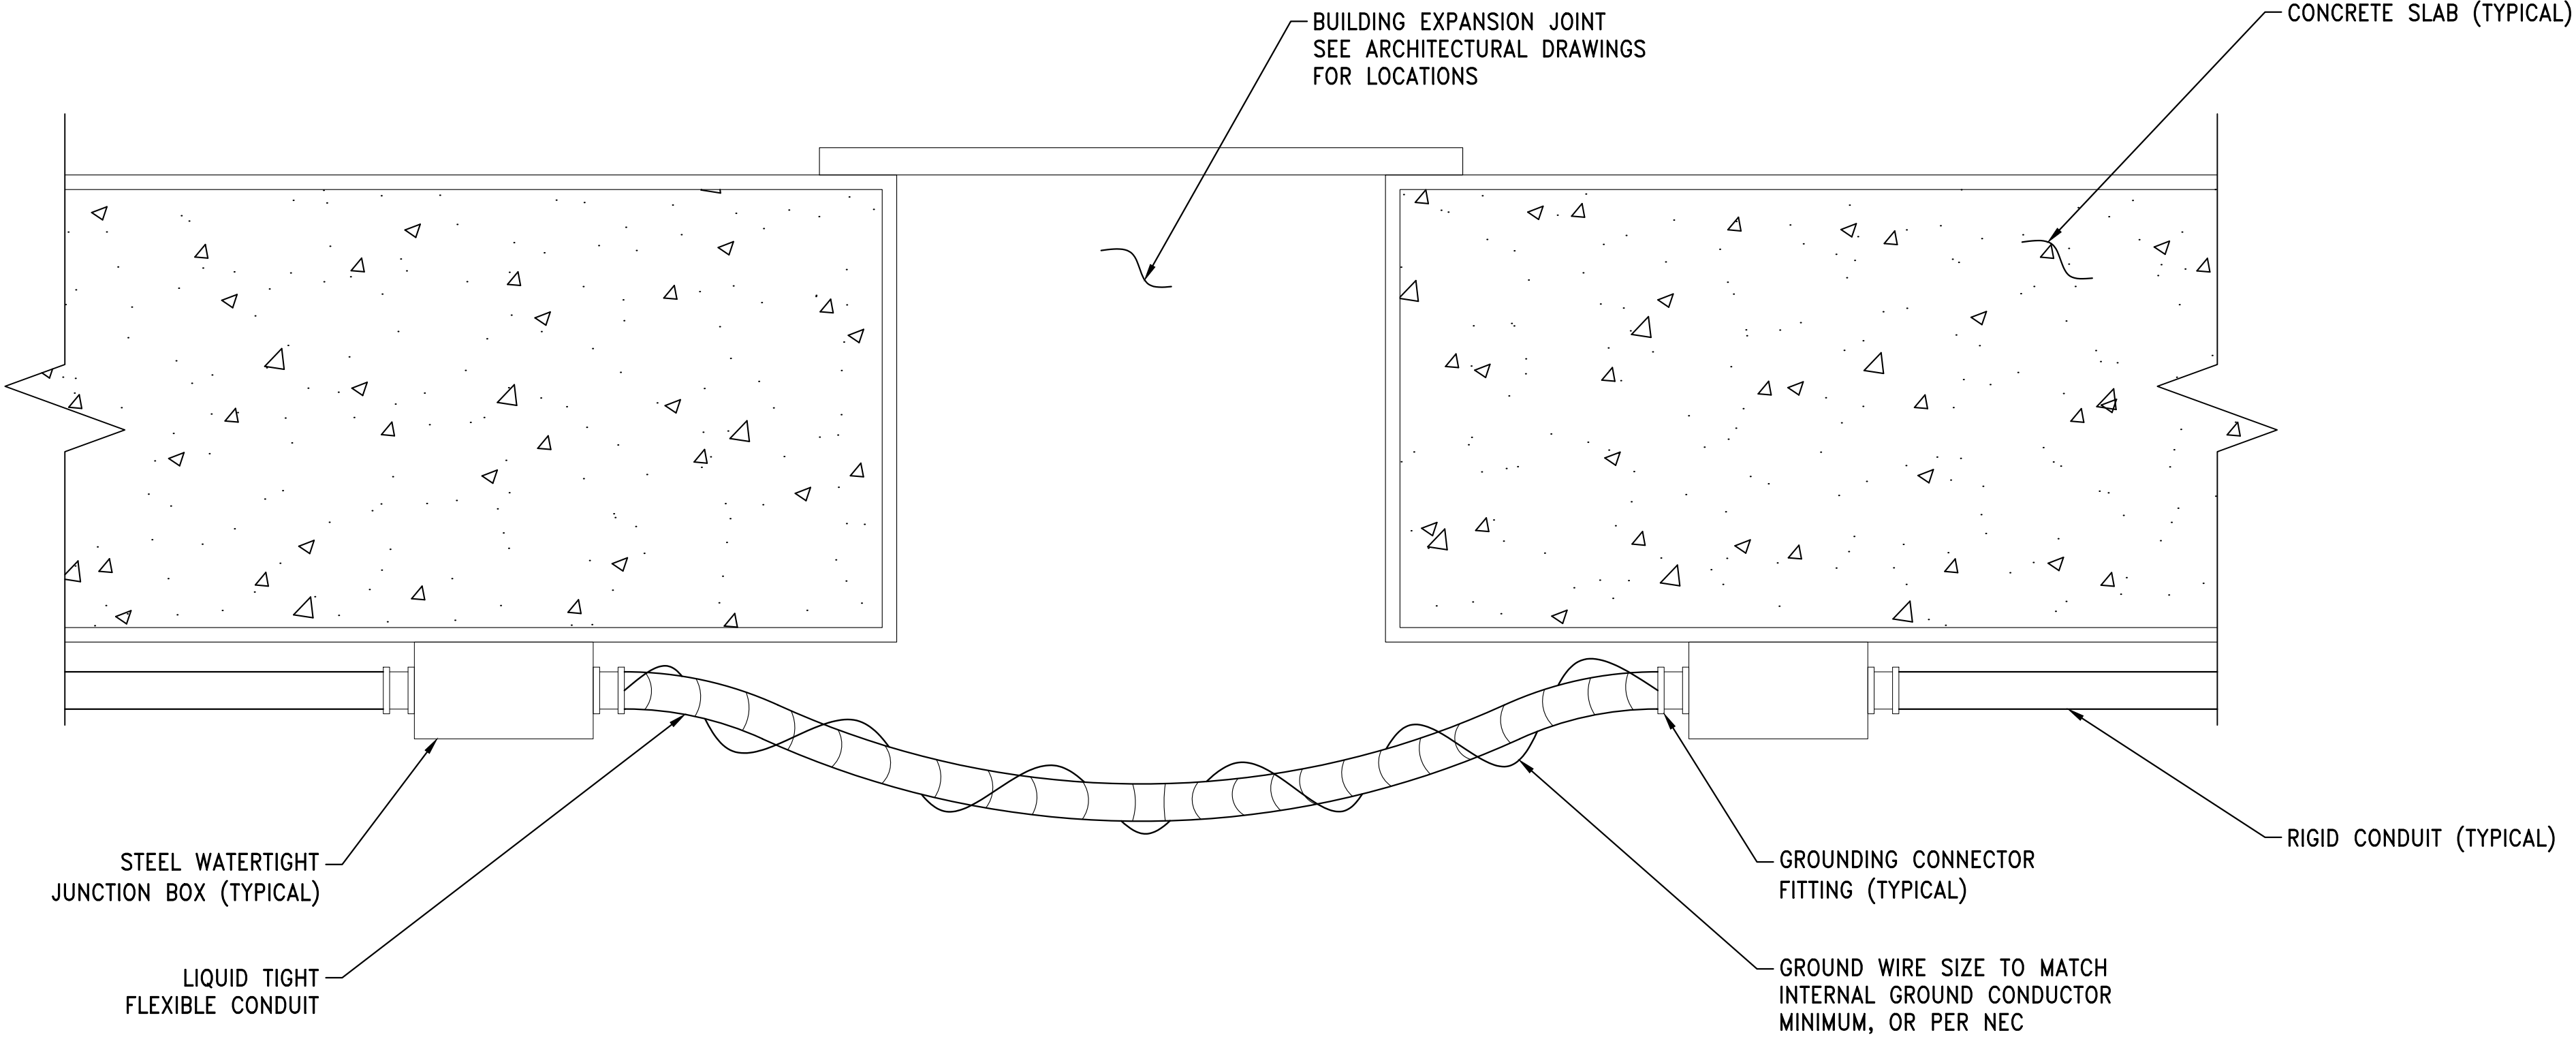 BUILDING EXPANSION JOINT
SEE ARCHITECTURAL DRAWINGS
FOR LOCATIONS
CONCRETE SLAB (TYPICAL)
STEEL WATERTIGHT
JUNCTION BOX (TYPICAL)
LIQUID TIGHT
FLEXIBLE CONDUIT
GROUNDING CONNECTOR
FITTING (TYPICAL)
GROUND WIRE SIZE TO MATCH
INTERNAL GROUND CONDUCTOR
MINIMUM, OR PER NEC
RIGID CONDUIT (TYPICAL)